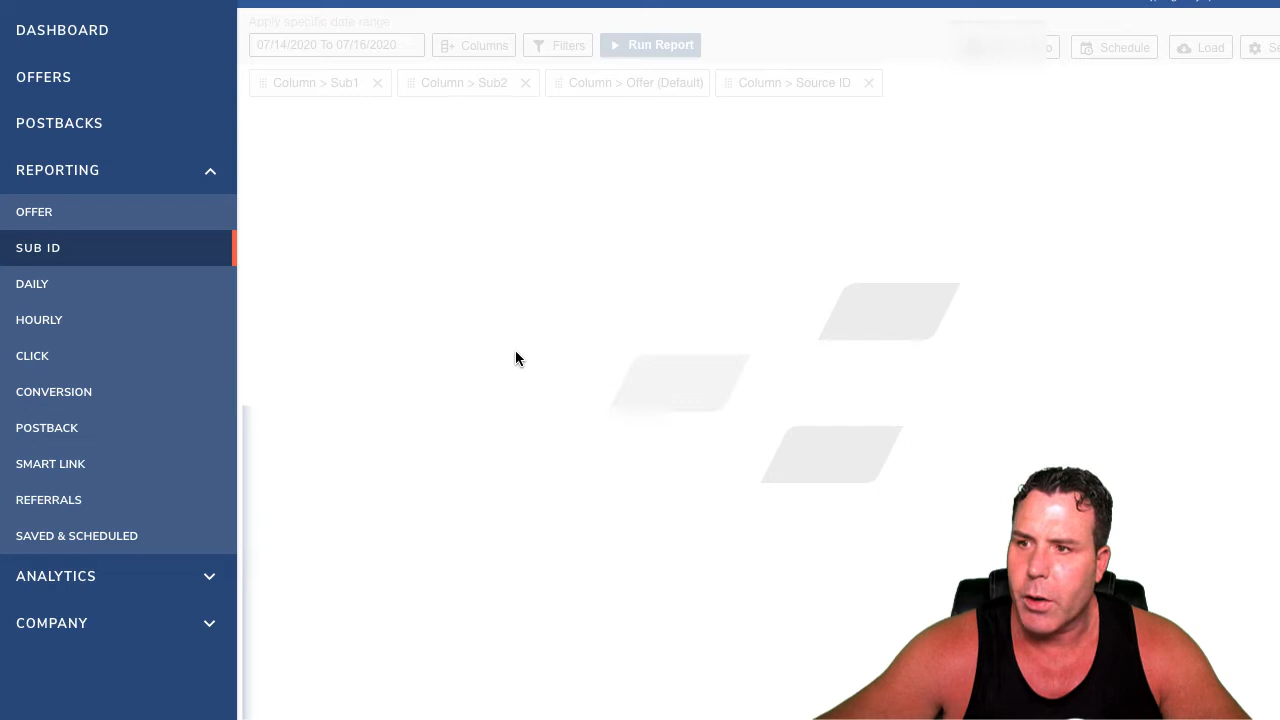 DASHBOARD
OFFERS
POSTBACKS
REPORTING
OFFER
SUB ID
DAILY
HOURLY
CLICK
CONVERSION
POSTBACK
SMART LINK
REFERRALS
SAVED & SCHEDULED
ANALYTICS
COMPANY
Apply specific date range
07/14/2020 To 07/16/2020 Columns Filters Run Report Schedule Load
Column > Sub1 Column > Sub2 Column > Offer (Default) Column > Source ID